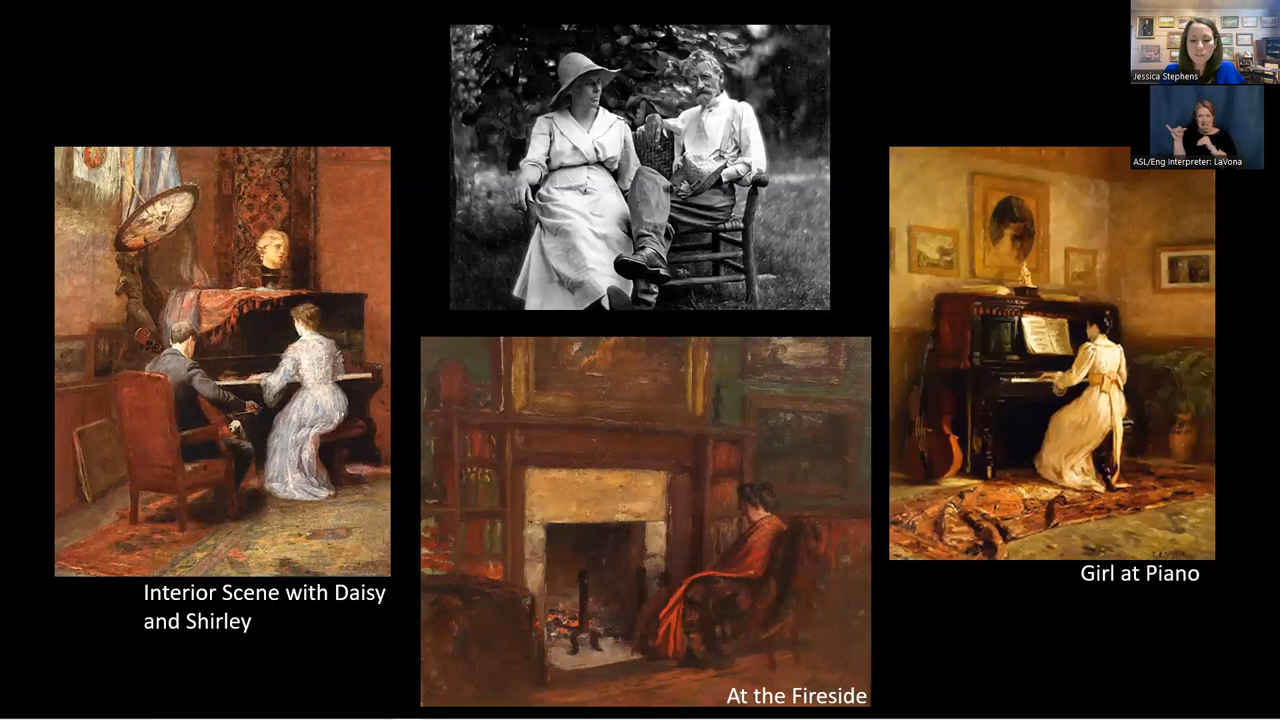 Jessica Stephens
ASL/Eng Interpreter: LaVona
Interior Scene with Daisy
and Shirley
Girl at Piano
At the Fireside